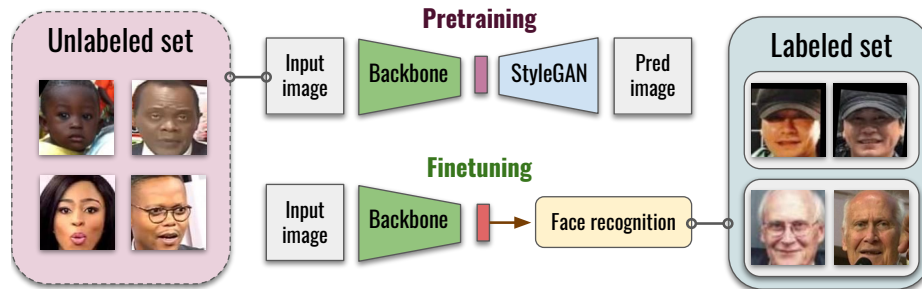 Unlabeled set
Pretraining
Input
image
Backbone
StyleGAN
Pred
image
Finetuning
Input
image
Backbone
Face recognition
Labeled set